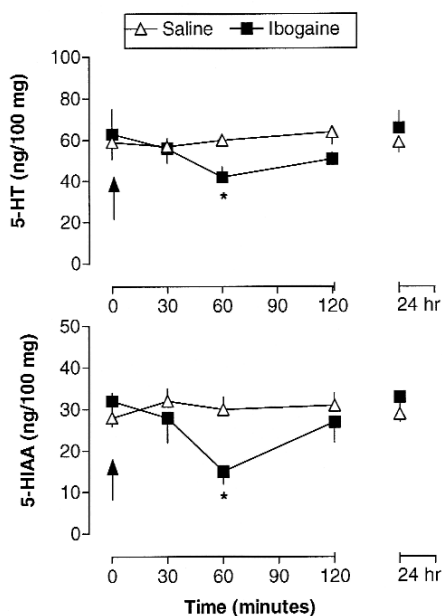 Saline Ibogaine
5-HT (ng/100 mg)
100
80
60
40
20
0
*
0 30 60 90 120 24 hr
5-HIAA (ng/100 mg)
50
40
30
20
10
0
*
0 30 60 90 120 24 hr
Time (minutes)